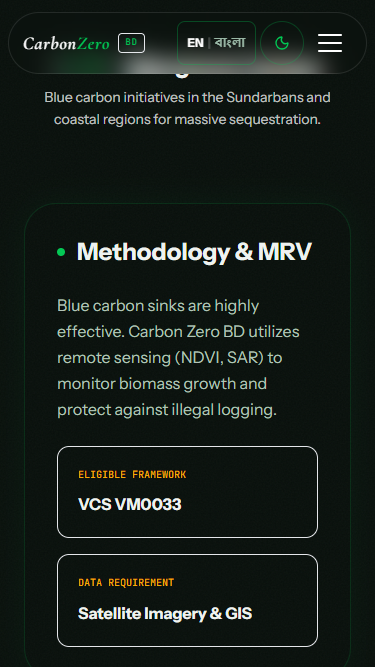 CarbonZero BD EN | বাংলা
Blue carbon initiatives in the Sundarbans and
coastal regions for massive sequestration.
Methodology & MRV
Blue carbon sinks are highly
effective. Carbon Zero BD utilizes
remote sensing (NDVI, SAR) to
monitor biomass growth and
protect against illegal logging.
ELIGIBLE FRAMEWORK
VCS VM0033
DATA REQUIREMENT
Satellite Imagery & GIS